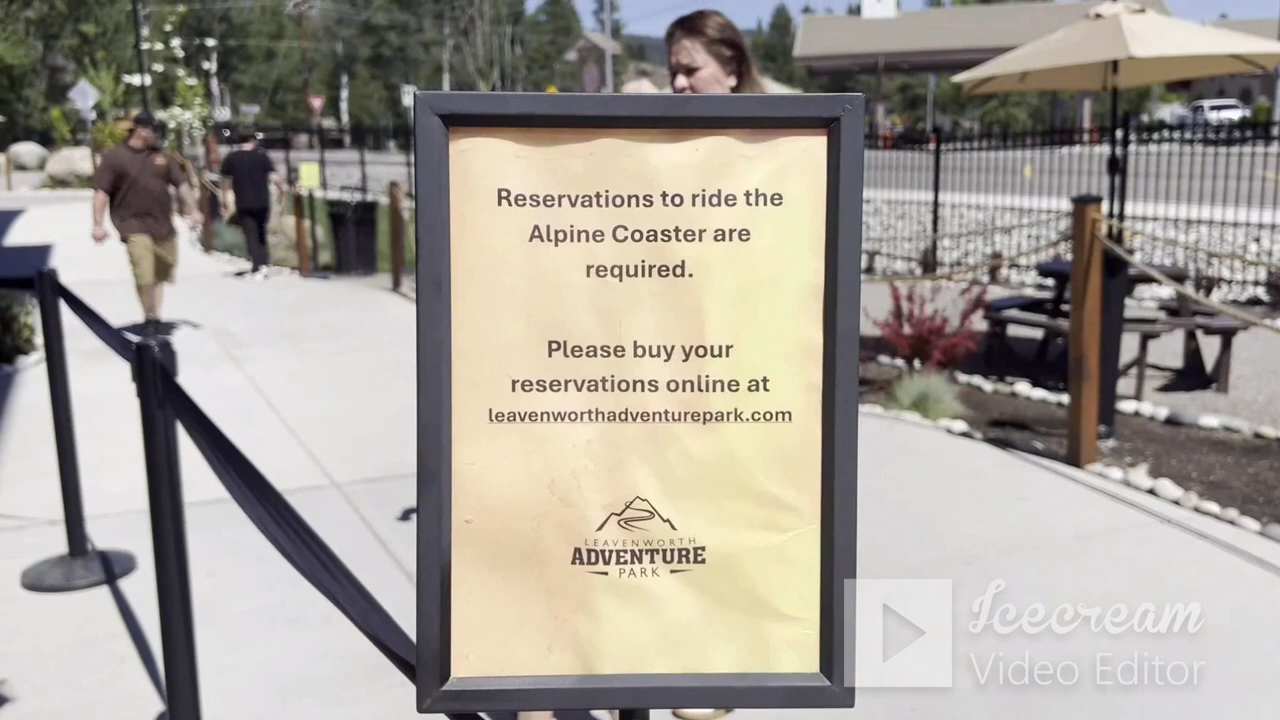 Reservations to ride the
Alpine Coaster are
required.
Please buy your
reservations online at
leavenworthadventurepark.com
LEAVENWORTH
ADVENTURE
PARK
Icecream
Video Editor